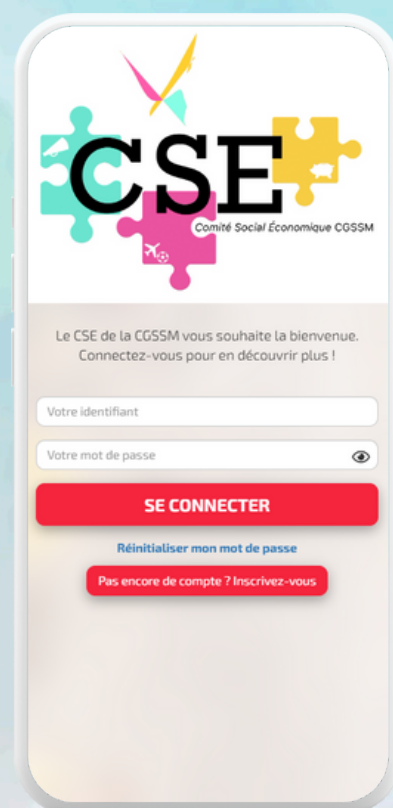 CSE
Comité Social Économique CGSSM
Le CSE de la CGSSM vous souhaite la bienvenue.
Connectez-vous pour en découvrir plus !
Votre identifiant
Votre mot de passe
SE CONNECTER
Réinitialiser mon mot de passe
Pas encore de compte ? Inscrivez-vous